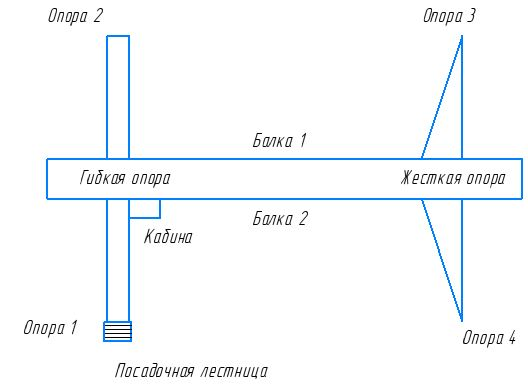 Опора 2
Опора 3
Балка 1
Гибкая опора
Жесткая опора
Балка 2
Кабина
Опора 1
Опора 4
Посадочная лестница